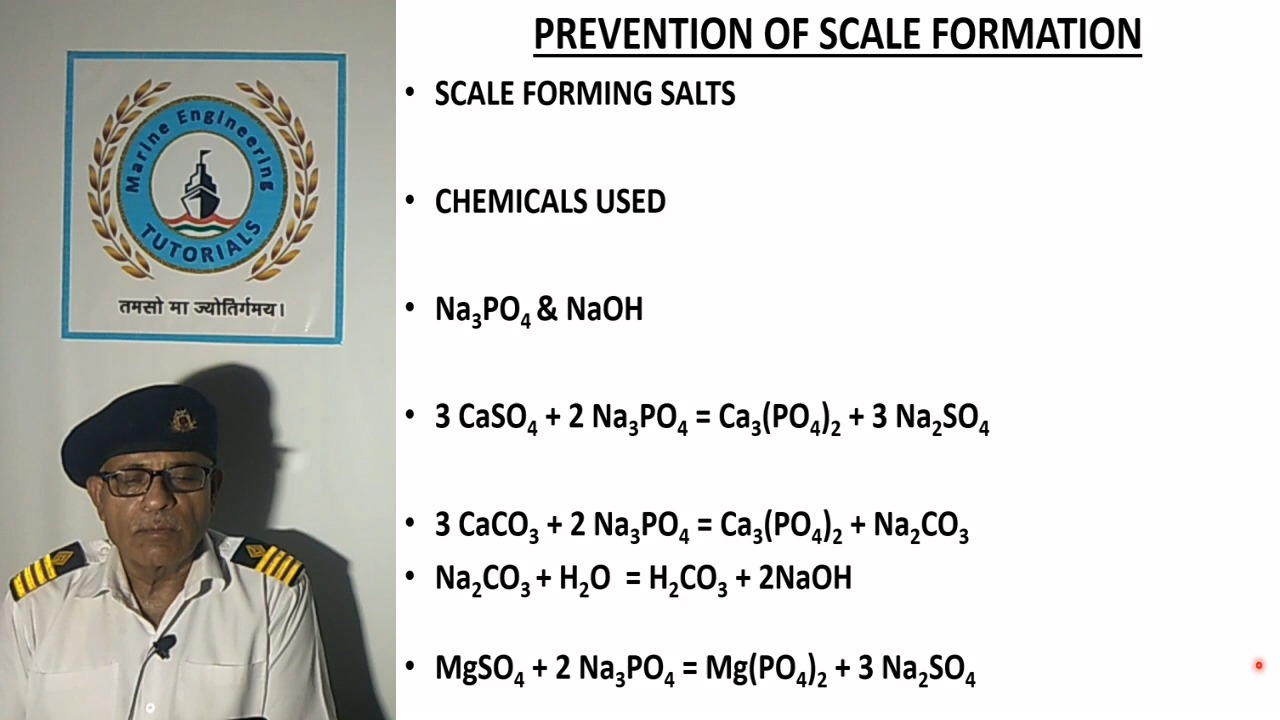 PREVENTION OF SCALE FORMATION
Marine Engineering
TUTORIALS
तमसो मा ज्योतिर्गमय।
• SCALE FORMING SALTS
• CHEMICALS USED
• Na₃PO₄ & NaOH
• 3 CaSO₄ + 2 Na₃PO₄ = Ca₃(PO₄)₂ + 3 Na₂SO₄
• 3 CaCO₃ + 2 Na₃PO₄ = Ca₃(PO₄)₂ + Na₂CO₃
• Na₂CO₃ + H₂O = H₂CO₃ + 2NaOH
• MgSO₄ + 2 Na₃PO₄ = Mg(PO₄)₂ + 3 Na₂SO₄